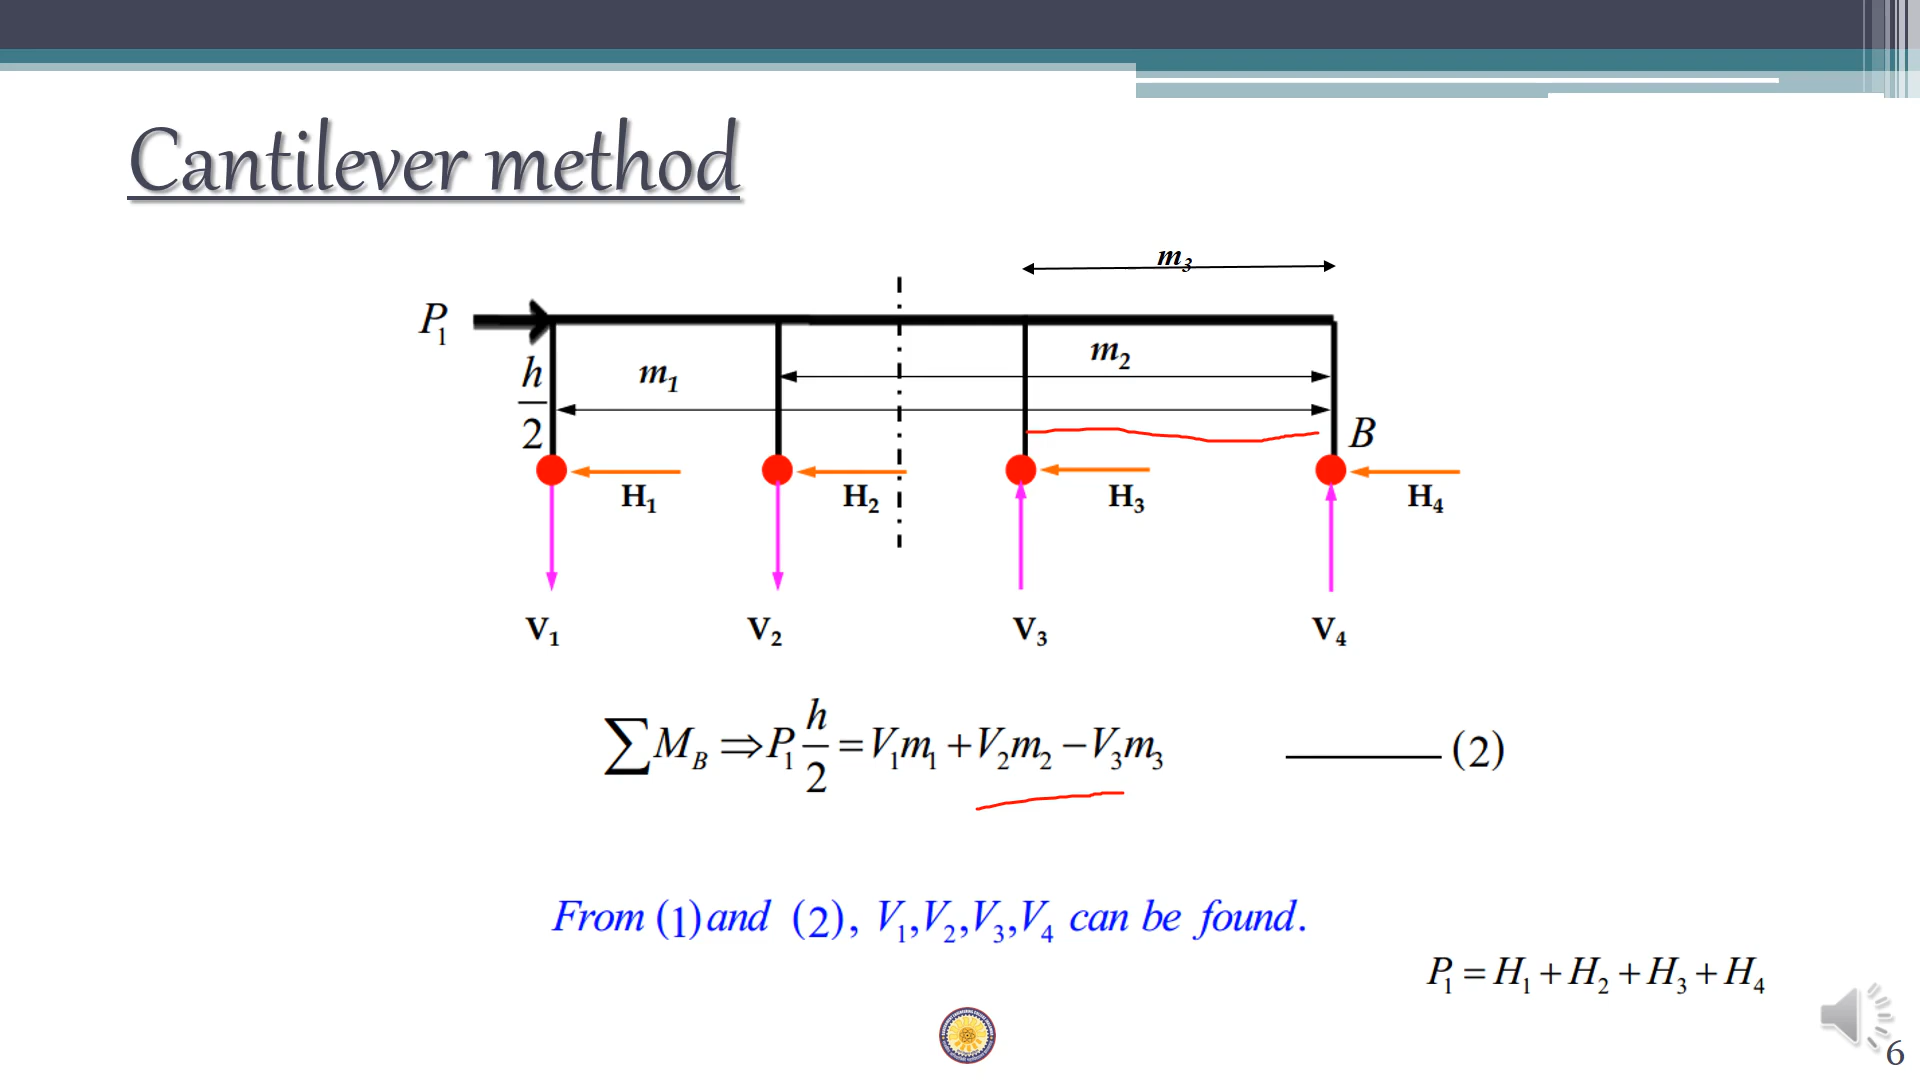 Cantilever method
m₃
P₁
h/2
m₁
m₂
B
H₁ H₂ H₃ H₄
V₁ V₂ V₃ V₄
∑M_B ⇒ P₁ h/2 = V₁m₁ + V₂m₂ − V₃m₃ (2)
From (1) and (2), V₁,V₂,V₃,V₄ can be found.
P₁ = H₁ + H₂ + H₃ + H₄
6